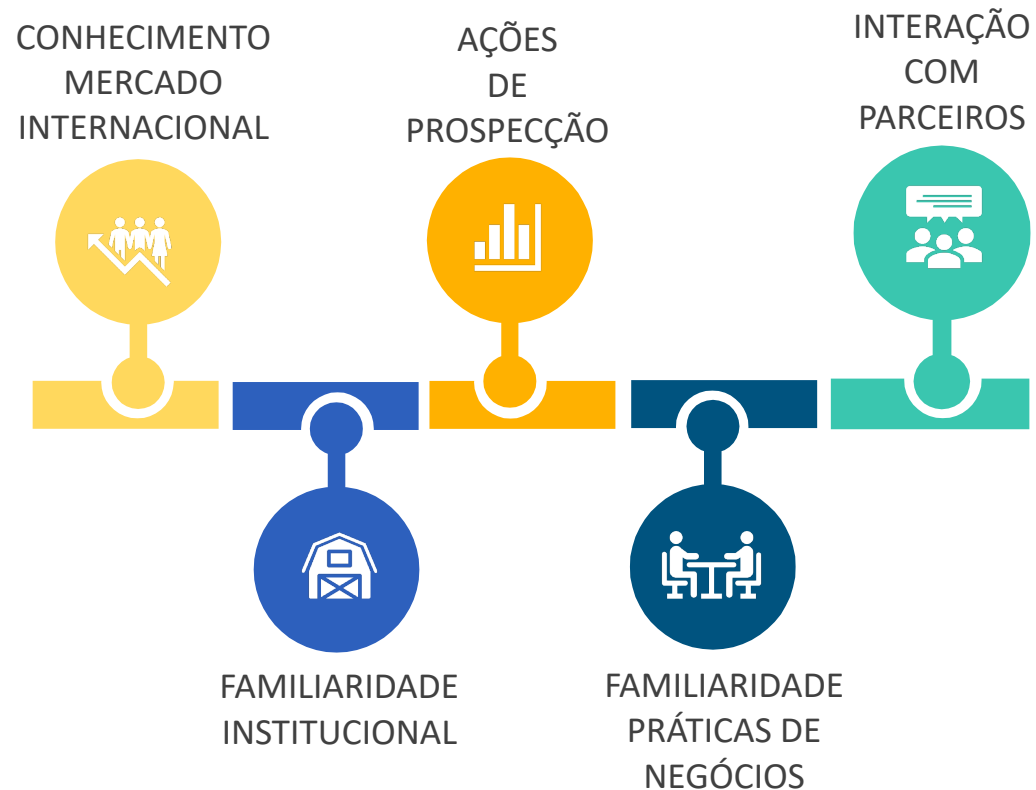 CONHECIMENTO
MERCADO
INTERNACIONAL
FAMILIARIDADE
INSTITUCIONAL
AÇÕES
DE
PROSPECÇÃO
FAMILIARIDADE
PRÁTICAS DE
NEGÓCIOS
INTERAÇÃO
COM
PARCEIROS